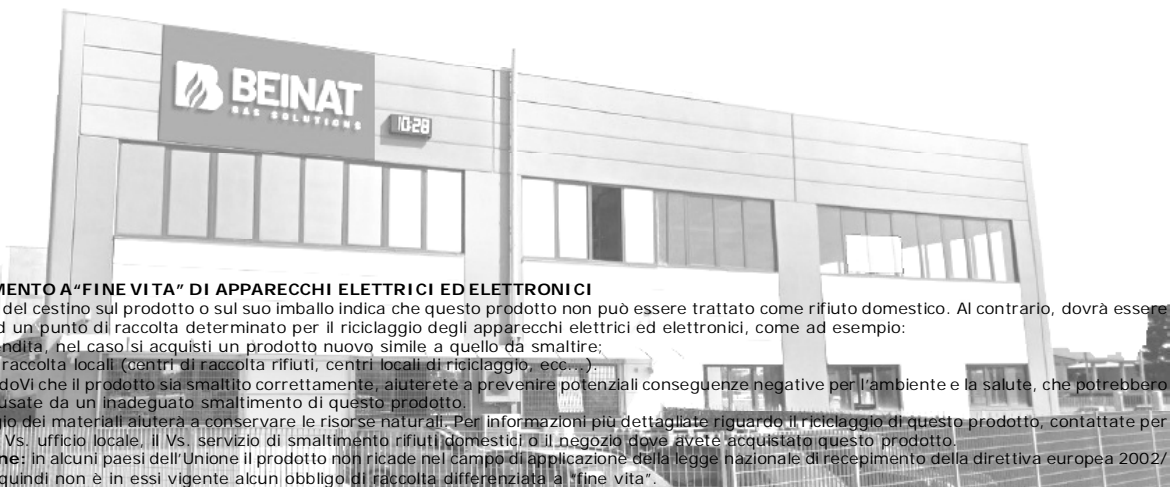 BEINAT
GAS SOLUTIONS
10:28
MENTO A “FINE VITA” DI APPARECCHI ELETTRICI ED ELETTRONICI
del cestino sul prodotto o sul suo imballo indica che questo prodotto non può essere trattato come rifiuto domestico. Al contrario, dovrà essere
d un punto di raccolta determinato per il riciclaggio degli apparecchi elettrici ed elettronici, come ad esempio:
endita, nel caso si acquisti un prodotto nuovo simile a quello da smaltire;
raccolta locali (centri di raccolta rifiuti, centri locali di riciclaggio, ecc...).
doVi che il prodotto sia smaltito correttamente, aiuterete a prevenire potenziali conseguenze negative per l’ambiente e la salute, che potrebbero
usate da un inadeguato smaltimento di questo prodotto.
gio dei materiali aiuterà a conservare le risorse naturali. Per informazioni più dettagliate riguardo il riciclaggio di questo prodotto, contattate per
Vs. ufficio locale, il Vs. servizio di smaltimento rifiuti domestici o il negozio dove avete acquistato questo prodotto.
ne: in alcuni paesi dell’Unione il prodotto non ricade nel campo di applicazione della legge nazionale di recepimento della direttiva europea 2002/
quindi non è in essi vigente alcun obbligo di raccolta differenziata a “fine vita”.